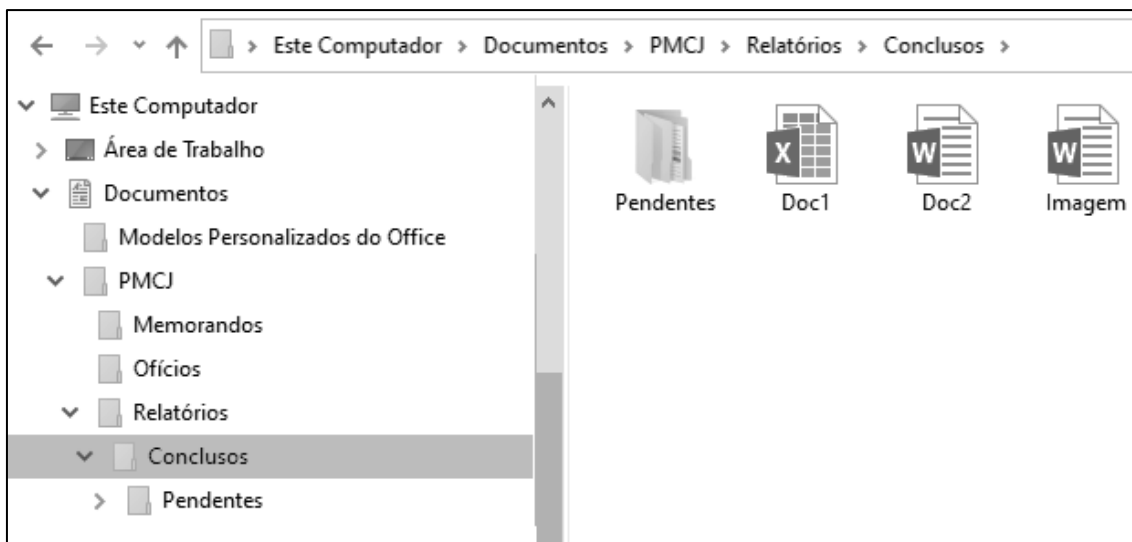 Este Computador > Documentos > PMCJ > Relatórios > Conclusos >
Este Computador
Área de Trabalho
Documentos
Modelos Personalizados do Office
PMCJ
Memorandos
Ofícios
Relatórios
Conclusos
Pendentes
X W W
Pendentes Doc1 Doc2 Imagem